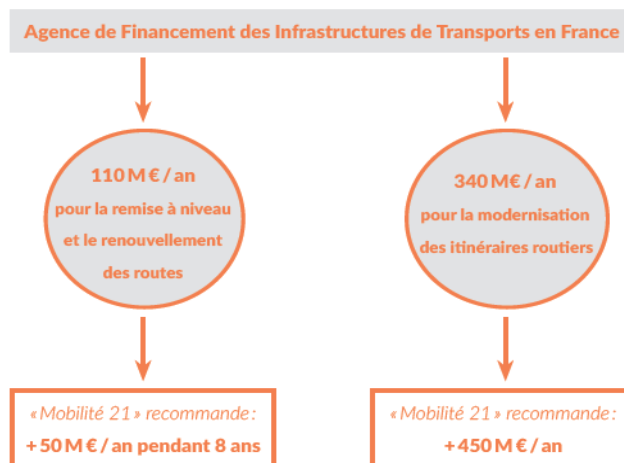 Agence de Financement des Infrastructures de Transports en France
110 M € / an
pour la remise à niveau
et le renouvellement
des routes
340 M€ / an
pour la modernisation
des itinéraires routiers
« Mobilité 21 » recommande :
+ 50 M € / an pendant 8 ans
« Mobilité 21 » recommande :
+ 450 M € / an